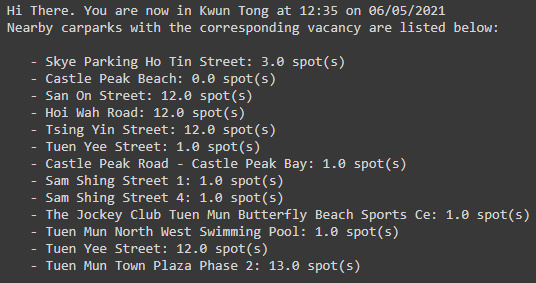 Hi There. You are now in Kwun Tong at 12:35 on 06/05/2021
Nearby carparks with the corresponding vacancy are listed below:
- Skye Parking Ho Tin Street: 3.0 spot(s)
- Castle Peak Beach: 0.0 spot(s)
- San On Street: 12.0 spot(s)
- Hoi Wah Road: 12.0 spot(s)
- Tsing Yin Street: 12.0 spot(s)
- Tuen Yee Street: 1.0 spot(s)
- Castle Peak Road - Castle Peak Bay: 1.0 spot(s)
- Sam Shing Street 1: 1.0 spot(s)
- Sam Shing Street 4: 1.0 spot(s)
- The Jockey Club Tuen Mun Butterfly Beach Sports Ce: 1.0 spot(s)
- Tuen Mun North West Swimming Pool: 1.0 spot(s)
- Tuen Yee Street: 12.0 spot(s)
- Tuen Mun Town Plaza Phase 2: 13.0 spot(s)